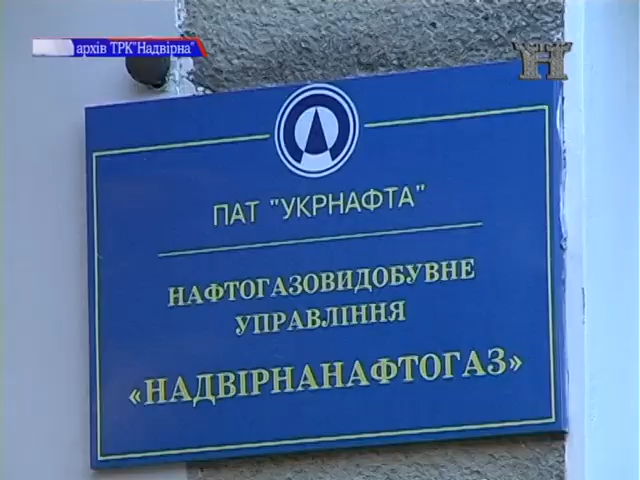 архів ТРК"Надвірна"
Н
ПАТ "УКРНАФТА"
НАФТОГАЗОВИДОБУВНЕ
УПРАВЛІННЯ
«НАДВІРНАНАФТОГАЗ»